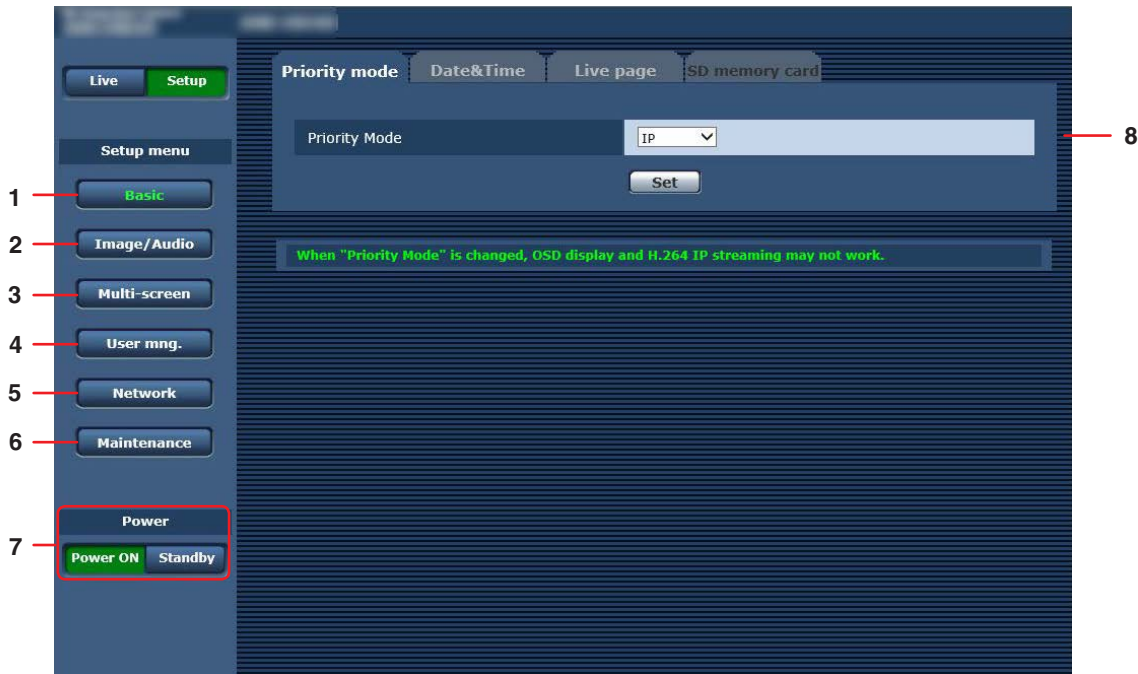 Live Setup
Priority mode Date&Time Live page SD memory card
Priority Mode IP 8
Set
When "Priority Mode" is changed, OSD display and H.264 IP streaming may not work.
Setup menu
1 Basic
2 Image/Audio
3 Multi-screen
4 User mng.
5 Network
6 Maintenance
Power
7 Power ON Standby